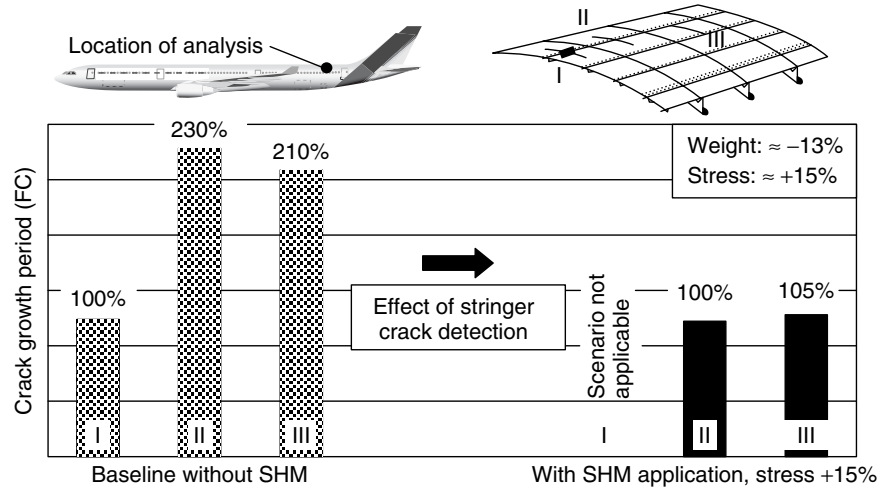 Location of analysis
II
III
I
230%
210%
100%
Weight: ≈ −13%
Stress: ≈ +15%
Crack growth period (FC)
Effect of stringer
crack detection
Scenario not
applicable
100%
105%
I
II
III
I
II
III
Baseline without SHM
With SHM application, stress +15%